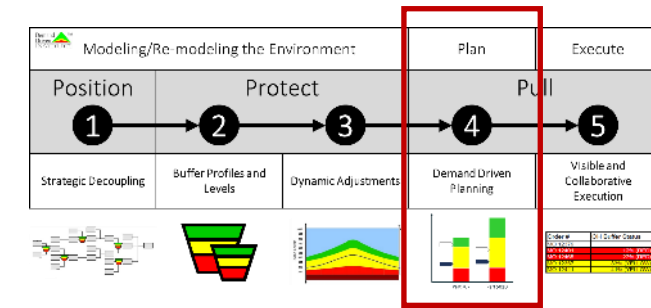 Modeling/Re-modeling the Environment
Plan
Execute
Position
Protect
Pull
1
2
3
4
5
Strategic Decoupling
Buffer Profiles and
Levels
Dynamic Adjustments
Demand Driven
Planning
Visible and
Collaborative
Execution
Order #